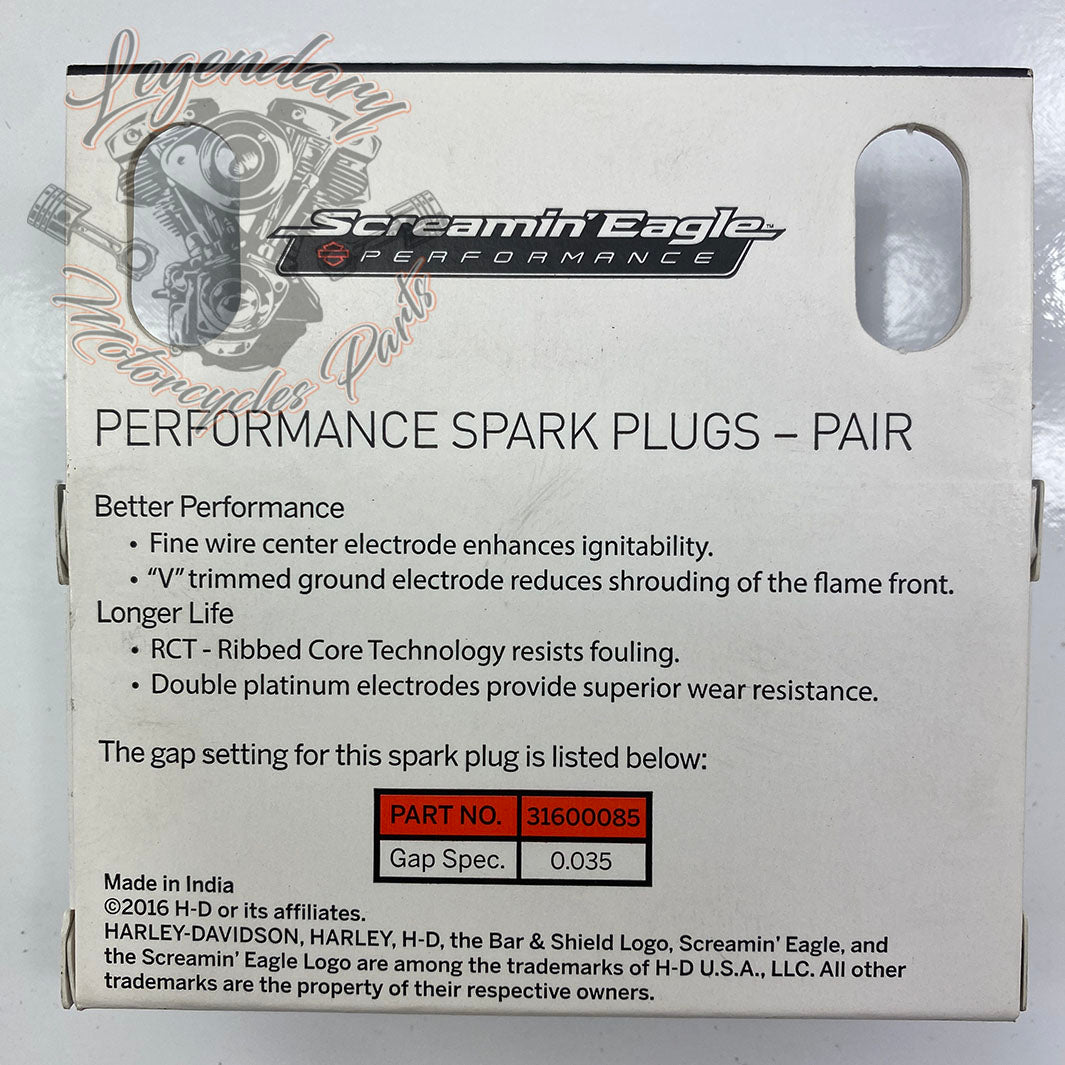 Legendary
Motorcycles Parts
Screamin' Eagle™
PERFORMANCE
PERFORMANCE SPARK PLUGS – PAIR
Better Performance
• Fine wire center electrode enhances ignitability.
• “V” trimmed ground electrode reduces shrouding of the flame front.
Longer Life
• RCT - Ribbed Core Technology resists fouling.
• Double platinum electrodes provide superior wear resistance.
The gap setting for this spark plug is listed below:
PART NO. 31600085
Gap Spec. 0.035
Made in India
©2016 H-D or its affiliates.
HARLEY-DAVIDSON, HARLEY, H-D, the Bar & Shield Logo, Screamin' Eagle, and
the Screamin' Eagle Logo are among the trademarks of H-D U.S.A., LLC. All other
trademarks are the property of their respective owners.